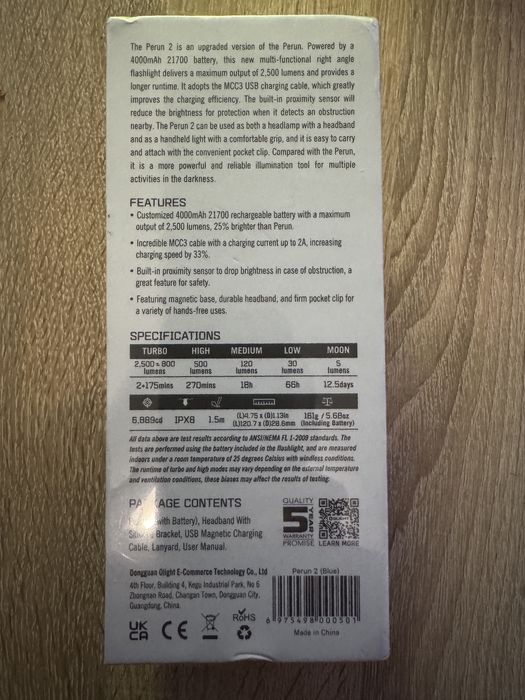 The Perun 2 is an upgraded version of the Perun. Powered by a
4000mAh 21700 battery, this new multi-functional right angle
flashlight delivers a maximum output of 2,500 lumens and provides a
longer runtime. It adopts the MCC3 USB charging cable, which greatly
improves the charging efficiency. The built-in proximity sensor will
reduce the brightness for protection when it detects an obstruction
nearby. The Perun 2 can be used as both a headlamp with a headband
and as a handheld light with a comfortable grip, and it is easy to carry
and attach with the convenient pocket clip. Compared with the Perun,
it is a more powerful and reliable illumination tool for multiple
activities in the darkness.
FEATURES
• Customized 4000mAh 21700 rechargeable battery with a maximum
output of 2,500 lumens, 25% brighter than Perun.
• Incredible MCC3 cable with a charging current up to 2A, increasing
charging speed by 33%.
• Built-in proximity sensor to drop brightness in case of obstruction, a
great feature for safety.
• Featuring magnetic base, durable headband, and firm pocket clip for
a variety of hands-free uses.
SPECIFICATIONS
TURBO HIGH MEDIUM LOW MOON
2,500≈800 500 120 30 5
lumens lumens lumens lumens lumens
2+175mins 270mins 18h 66h 12.5days
6,889cd IPX8 1.5m (L)4.75 x (D)1.13in 161g / 5.68oz
(L)120.7 x (D)28.6mm (Including Battery)
All data above are test results according to ANSI/NEMA FL 1-2009 standards. The
tests are performed using the battery included in the flashlight, and are measured
indoors under a room temperature of 25 degrees Celsius with windless conditions.
The runtime of turbo and high modes may vary depending on the external temperature
and ventilation conditions, these biases may affect the results of testing.
PACKAGE CONTENTS
(with Battery), Headband With
Bracket, USB Magnetic Charging
Cable, Lanyard, User Manual.
QUALITY
5 YEAR
WARRANTY
PROMISE LEARN MORE
Dongguan Olight E-Commerce Technology Co., Ltd
4th Floor, Building 4, Kegu Industrial Park, No 6
Zhongnan Road, Changan Town, Dongguan City,
Guangdong, China.
Perun 2 (Blue)
6 975498 000501
Made in China
UK
CA CE RoHS